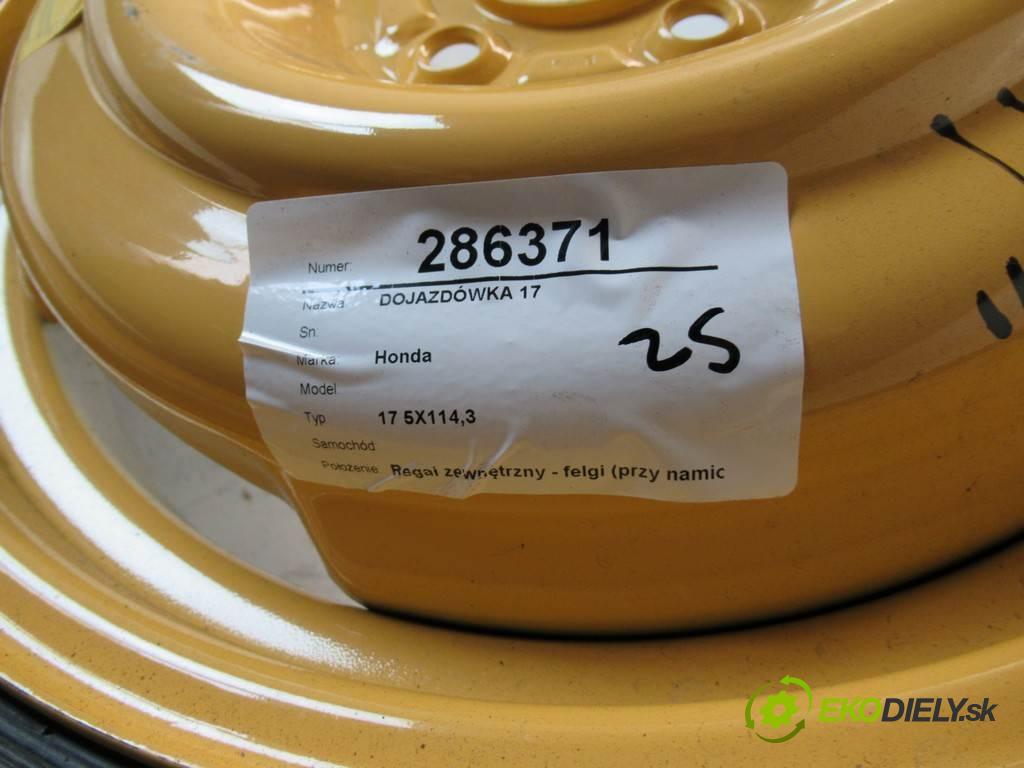 Numer: 286371
Nazwa DOJAZDÓWKA 17
Sn:
Marka: Honda
Model
Typ 17 5X114,3
Samochód
Położenie Regał zewnętrzny - felgi (przy namic
25
EKODIELY.sk